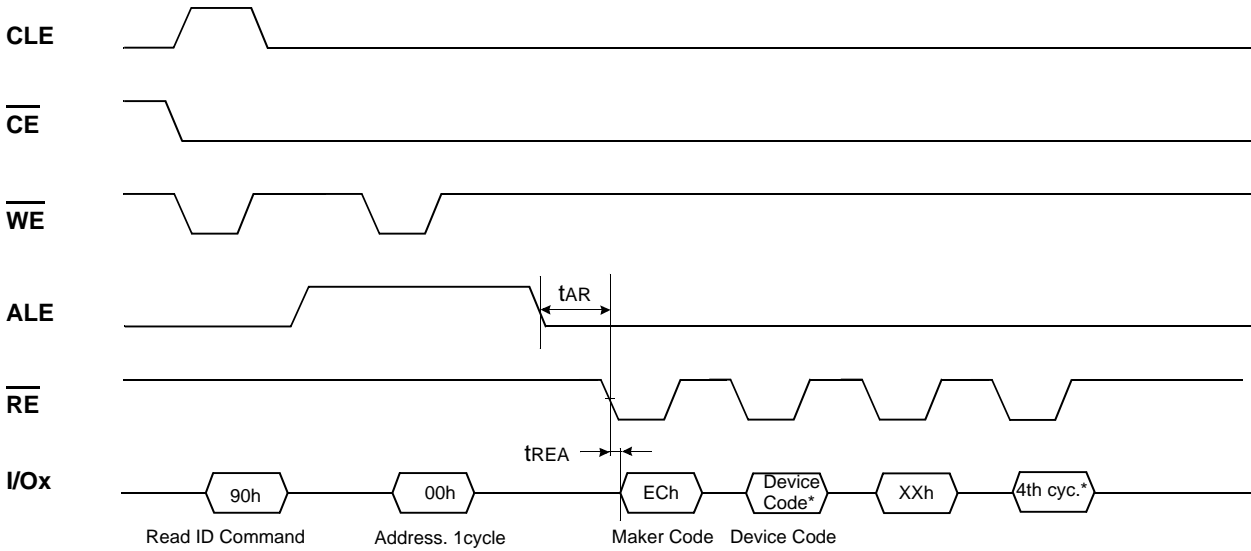 CLE
CE
WE
ALE
tAR
RE
tREA
I/Ox
90h
00h
ECh
Device
Code*
XXh
4th cyc.*
Read ID Command
Address. 1cycle
Maker Code
Device Code